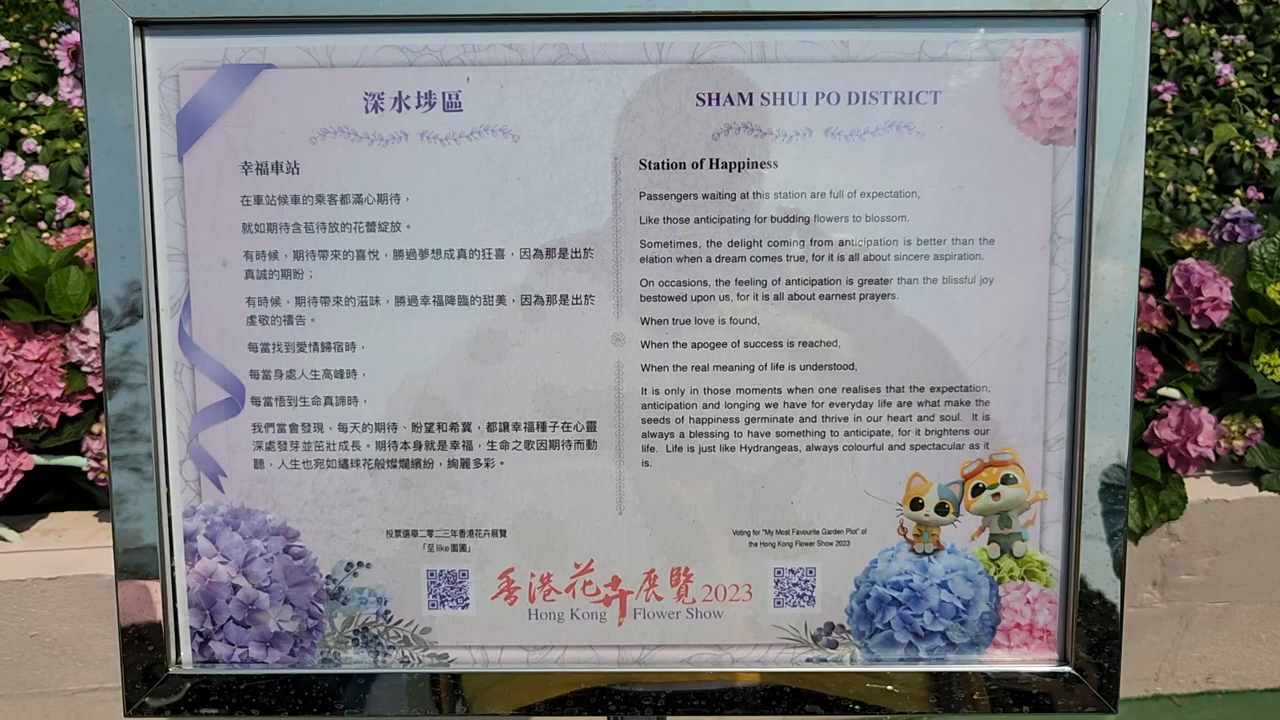 深水埗區
幸福車站
在車站候車的乘客都滿心期待，
就如期待含苞待放的花蕾綻放。
有時候，期待帶來的喜悅，勝過夢想成真的狂喜，因為那是出於
真誠的期盼；
有時候，期待帶來的滋味，勝過幸福降臨的甜美，因為那是出於
虔敬的禱告。
每當找到愛情歸宿時，
每當身處人生高峰時，
每當悟到生命真諦時，
我們當會發現，每天的期待、盼望和希冀，都讓幸福種子在心靈
深處發芽並茁壯成長。期待本身就是幸福，生命之歌因期待而動
聽，人生也宛如繡球花般燦爛繽紛，絢麗多彩。
投票選舉二零二三年香港花卉展覽
「至like園圃」
SHAM SHUI PO DISTRICT
Station of Happiness
Passengers waiting at this station are full of expectation,
Like those anticipating for budding flowers to blossom.
Sometimes, the delight coming from anticipation is better than the
elation when a dream comes true, for it is all about sincere aspiration.
On occasions, the feeling of anticipation is greater than the blissful joy
bestowed upon us, for it is all about earnest prayers.
When true love is found,
When the apogee of success is reached,
When the real meaning of life is understood,
It is only in those moments when one realises that the expectation,
anticipation and longing we have for everyday life are what make the
seeds of happiness germinate and thrive in our heart and soul. It is
always a blessing to have something to anticipate, for it brightens our
life. Life is just like Hydrangeas, always colourful and spectacular as it
is.
Voting for "My Most Favourite Garden Plot" of
the Hong Kong Flower Show 2023
香港花卉展覽2023
Hong Kong Flower Show